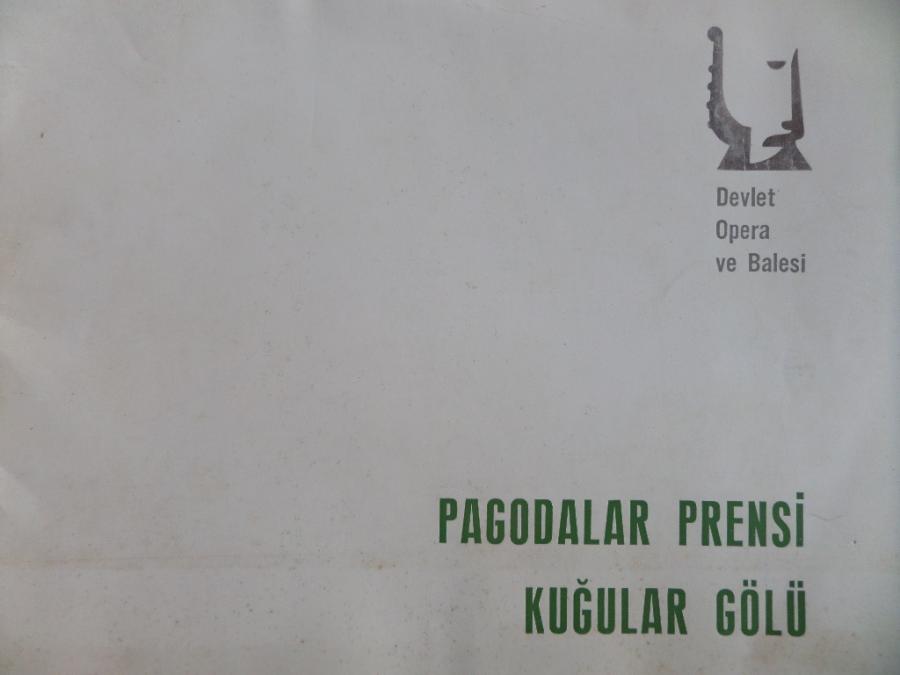 Devlet
Opera
ve Balesi
PAGODALAR PRENSİ
KUĞULAR GÖLÜ